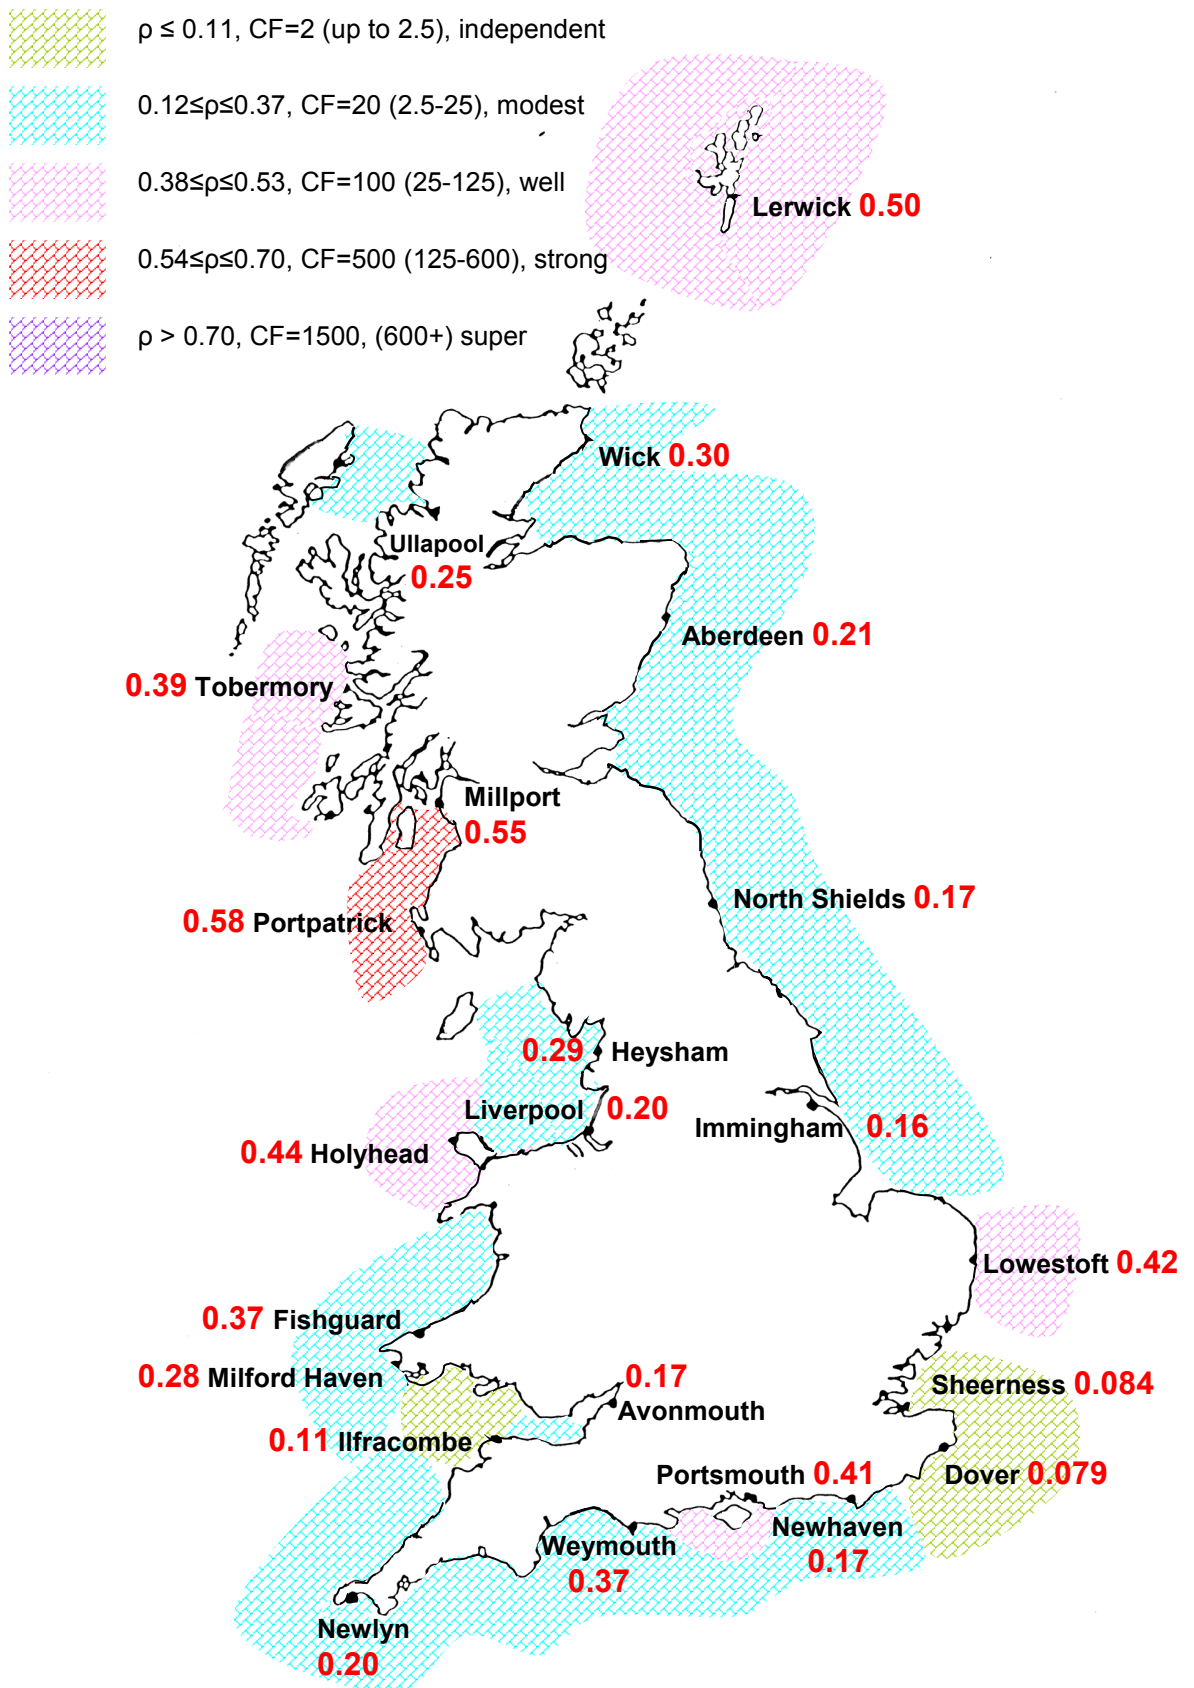 ρ ≤ 0.11, CF=2 (up to 2.5), independent
0.12≤ρ≤0.37, CF=20 (2.5-25), modest
0.38≤ρ≤0.53, CF=100 (25-125), well
Lerwick 0.50
0.54≤ρ≤0.70, CF=500 (125-600), strong
ρ > 0.70, CF=1500, (600+) super
Wick 0.30
Ullapool
0.25
Aberdeen 0.21
0.39 Tobermory
Millport
0.55
North Shields 0.17
0.58 Portpatrick
0.29 Heysham
Liverpool 0.20
Immingham 0.16
0.44 Holyhead
Lowestoft 0.42
0.37 Fishguard
0.28 Milford Haven
0.17
Avonmouth
Sheerness 0.084
0.11 Ilfracombe
Portsmouth 0.41
Dover 0.079
Newhaven
0.17
Weymouth
0.37
Newlyn
0.20